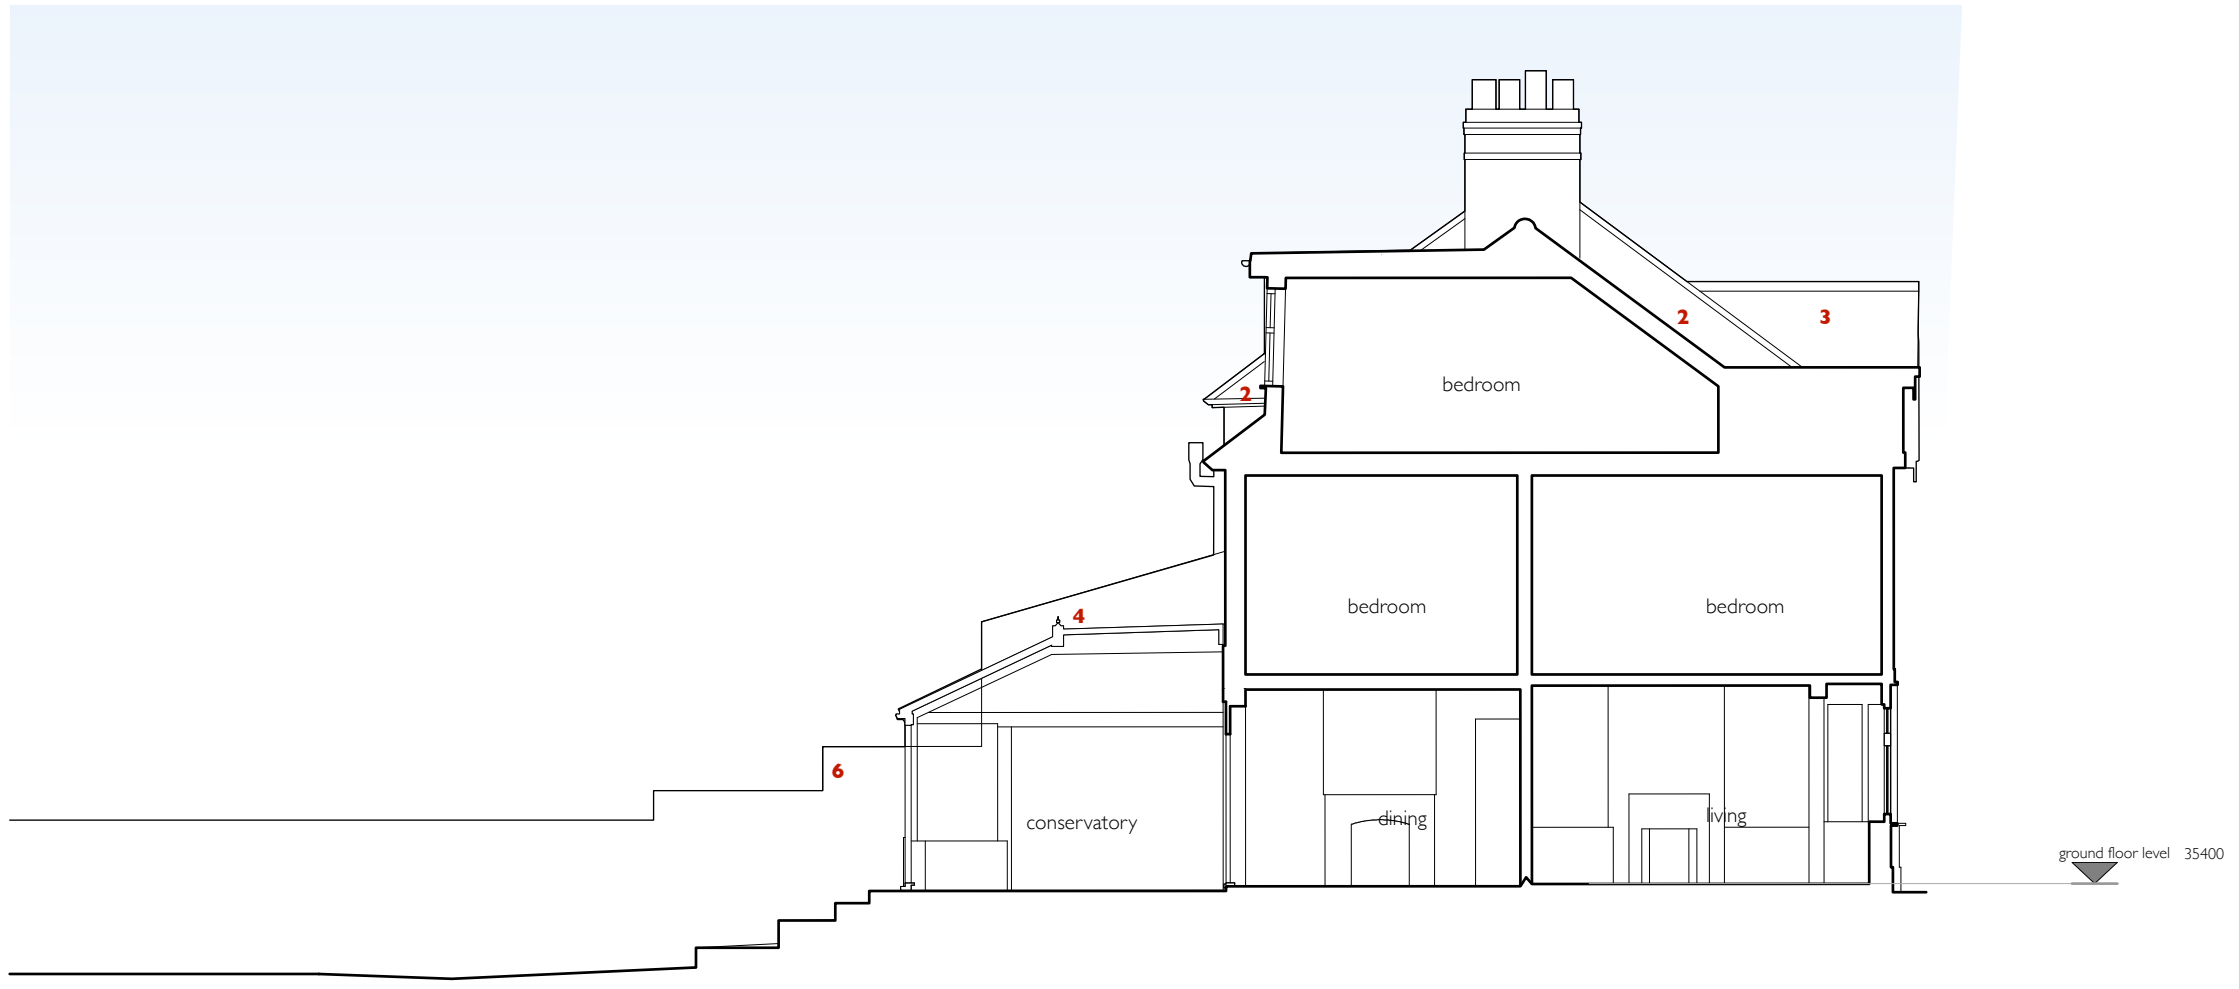 2
3
2
bedroom
bedroom
bedroom
4
6
conservatory
dining
living
ground floor level 35400